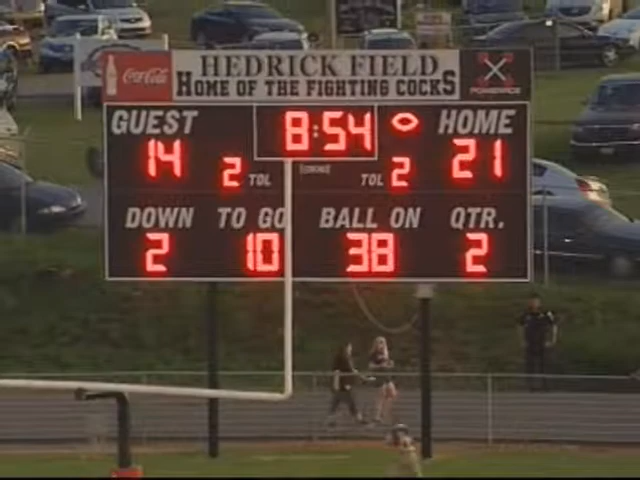 Coca-Cola
HEDRICK FIELD
HOME OF THE FIGHTING COCKS
POWERADE
GUEST 8:54 HOME
14 2 TOL TOL 2 21
DOWN TO GO BALL ON QTR.
2 10 38 2